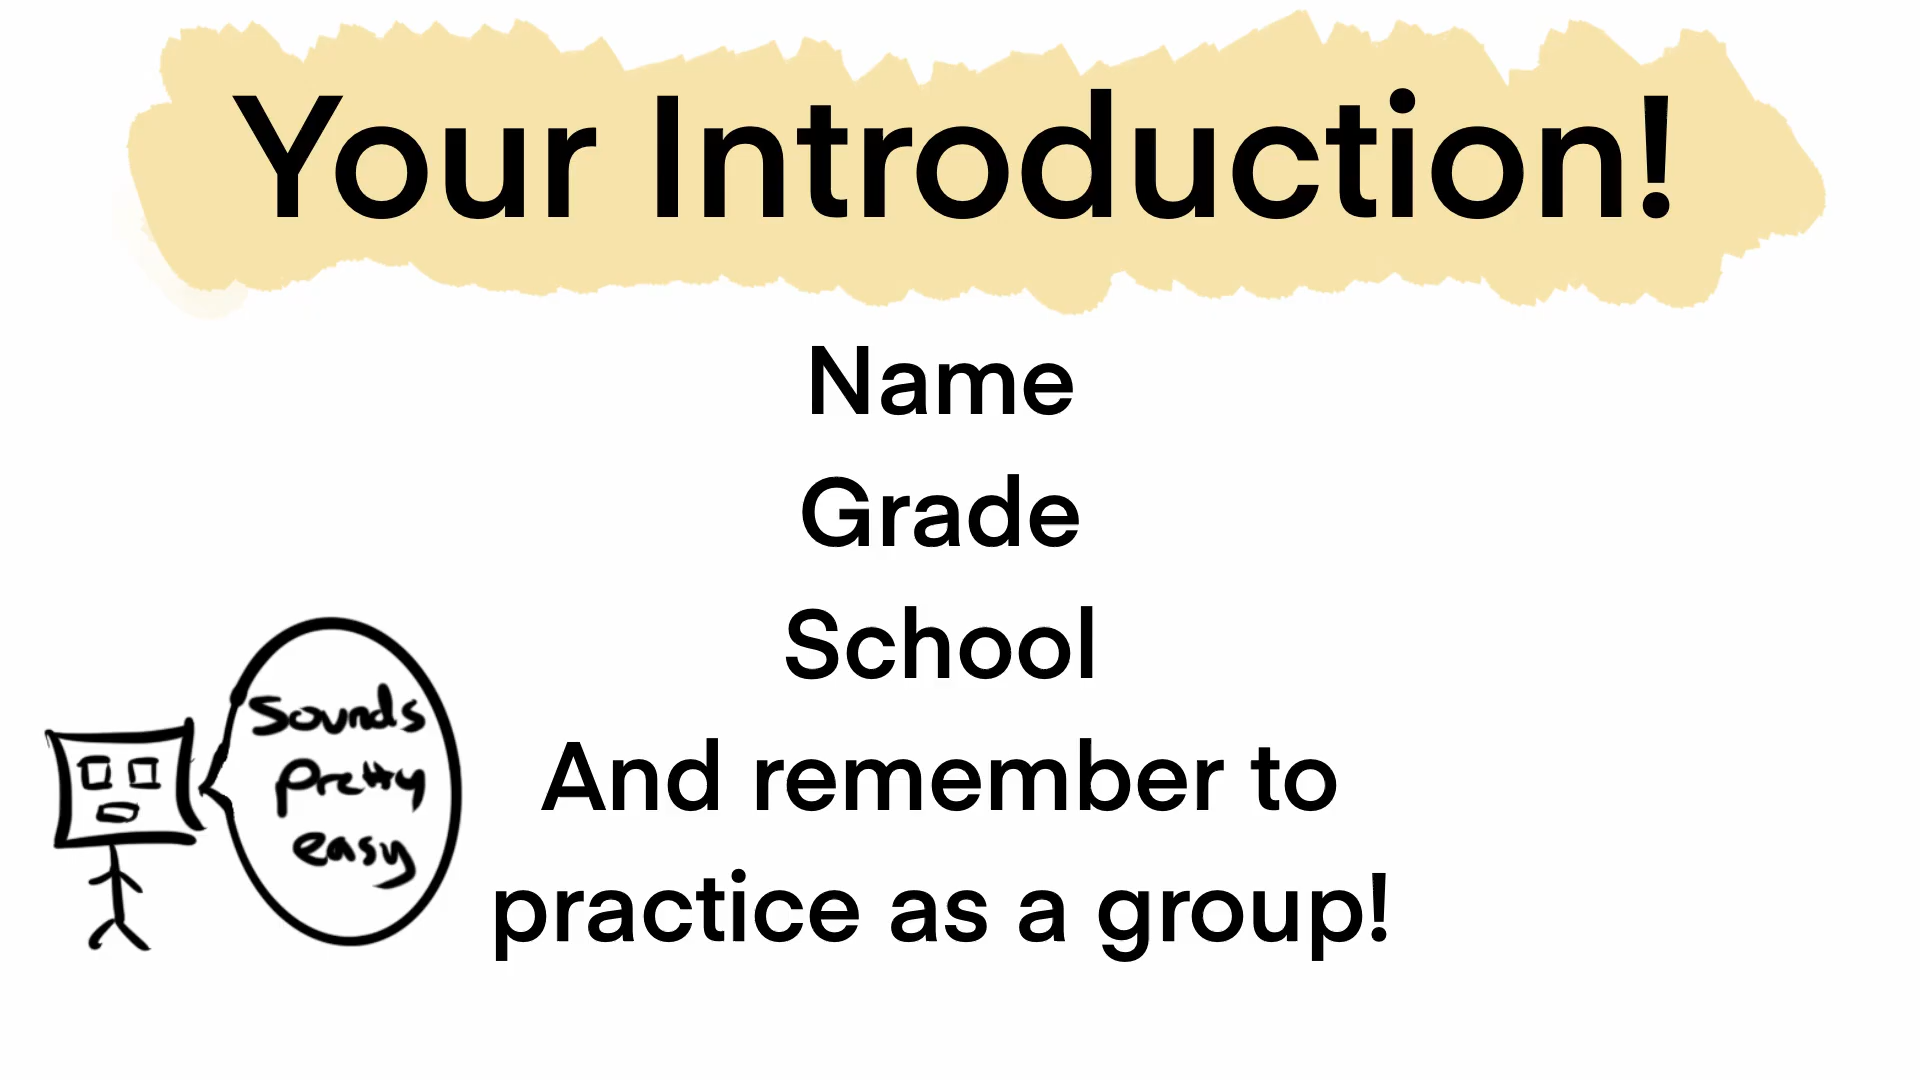 Your Introduction!
Name
Grade
School
And remember to
practice as a group!
Sounds
pretty
easy